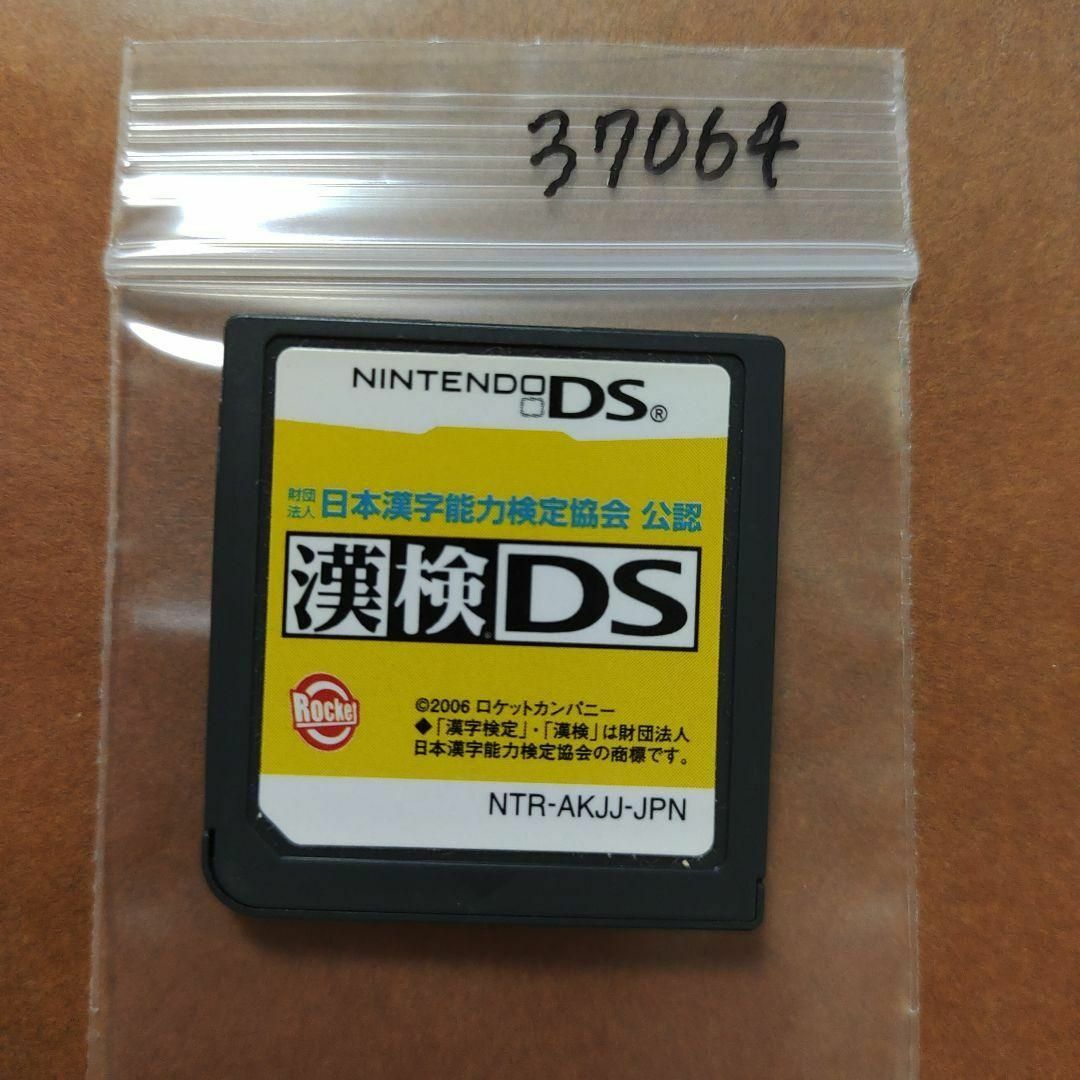 37064
NINTENDO DS®
財団法人 日本漢字能力検定協会 公認
漢検DS
Rocket
©2006 ロケットカンパニー
◆「漢字検定」・「漢検」は財団法人
日本漢字能力検定協会の商標です。
NTR-AKJJ-JPN